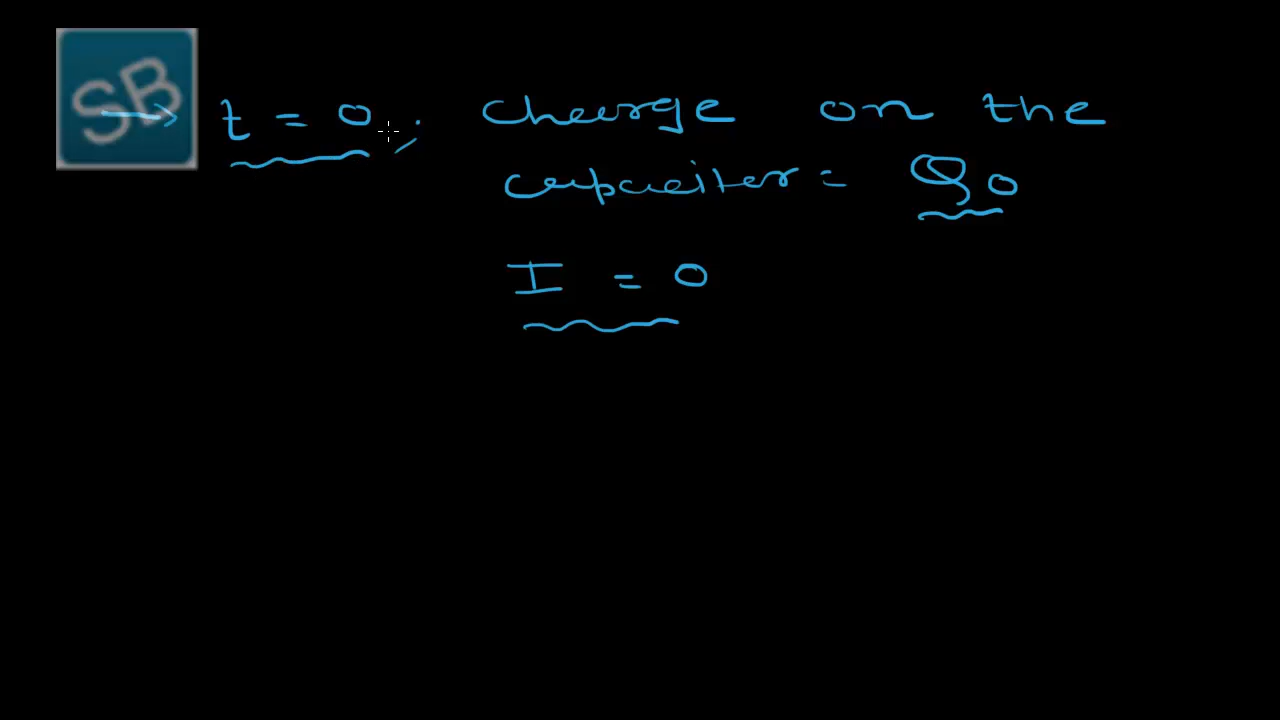 SB
→ t = 0 ; charge on the
capacitor = Q0
I = 0